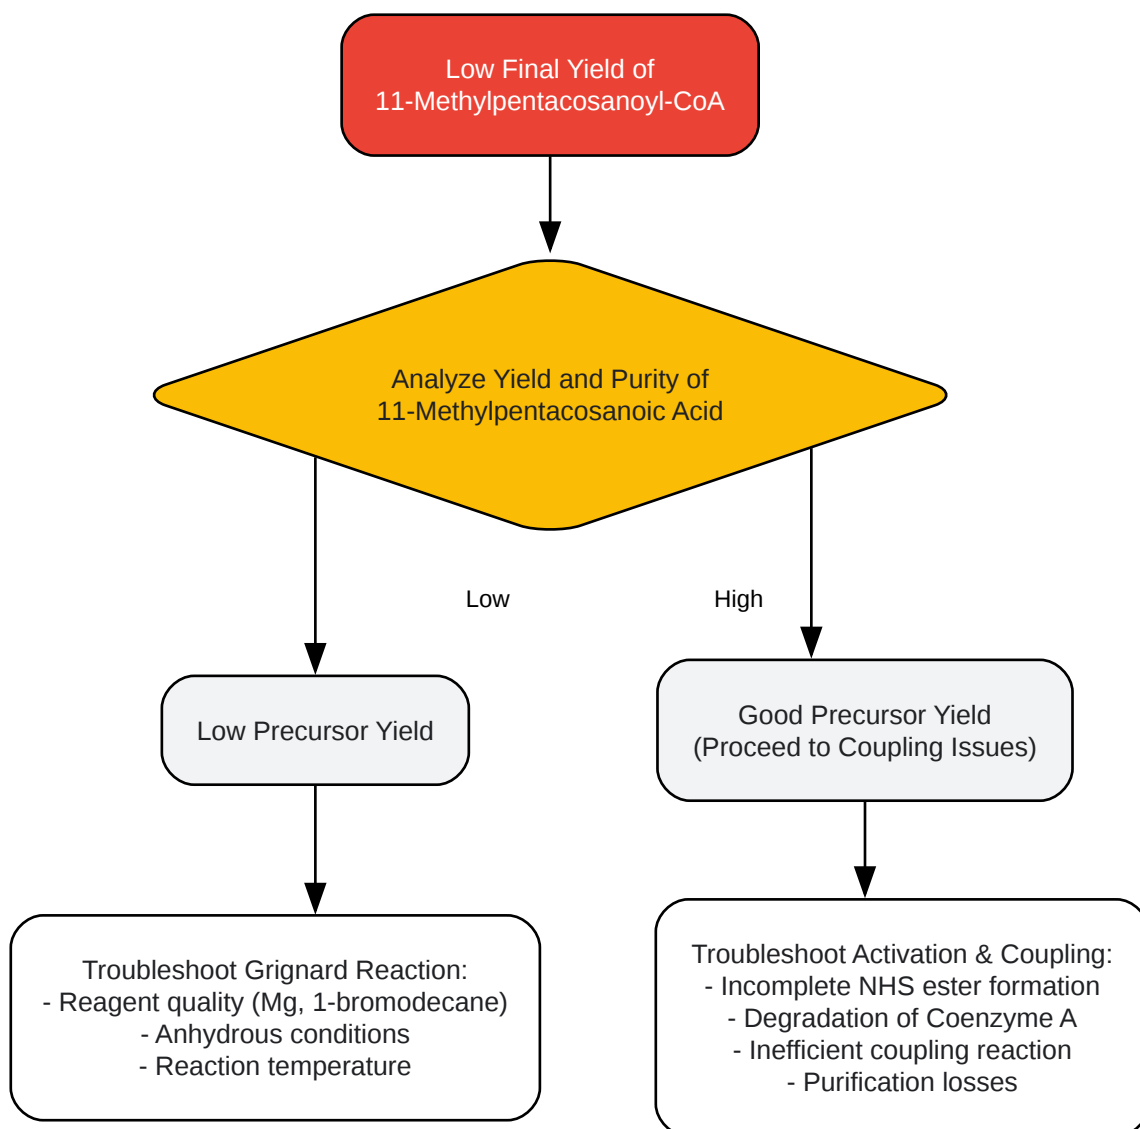 Low Final Yield of
11-Methylpentacosanoyl-CoA
Analyze Yield and Purity of
11-Methylpentacosanoic Acid
Low
High
Low Precursor Yield
Good Precursor Yield
(Proceed to Coupling Issues)
Troubleshoot Grignard Reaction:
- Reagent quality (Mg, 1-bromodecane)
- Anhydrous conditions
- Reaction temperature
Troubleshoot Activation & Coupling:
- Incomplete NHS ester formation
- Degradation of Coenzyme A
- Inefficient coupling reaction
- Purification losses